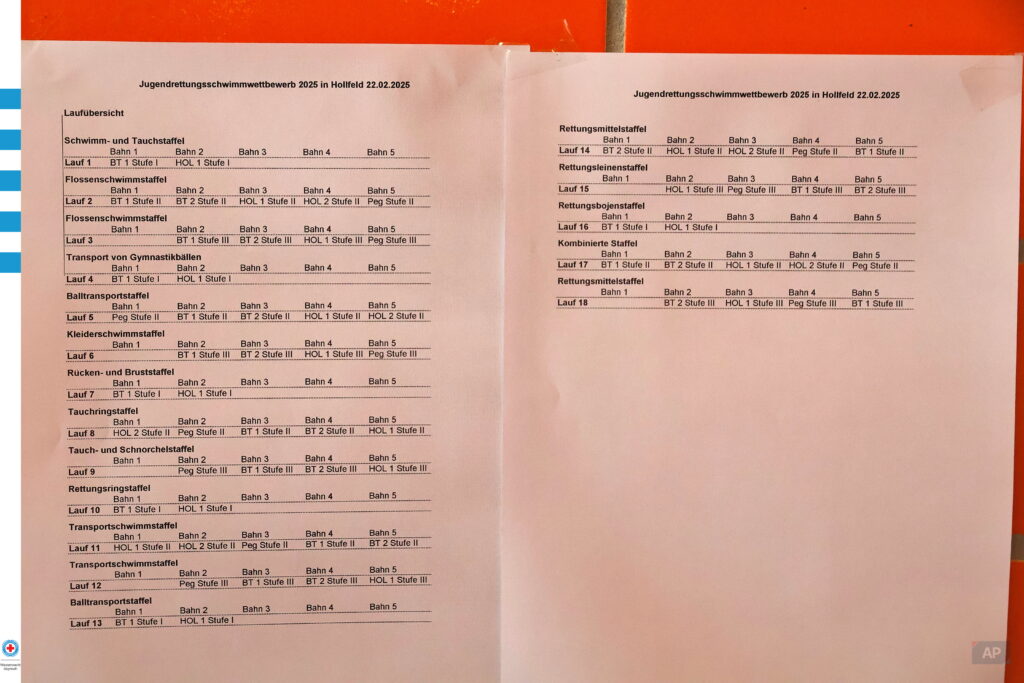 Jugendrettungsschwimmwettbewerb 2025 in Hollfeld 22.02.2025
Laufübersicht
Schwimm- und Tauchstaffel
Bahn 1 Bahn 2 Bahn 3 Bahn 4 Bahn 5
Lauf 1 BT 1 Stufe I HOL 1 Stufe I
Flossenschwimmstaffel
Bahn 1 Bahn 2 Bahn 3 Bahn 4 Bahn 5
Lauf 2 BT 1 Stufe II BT 2 Stufe II HOL 1 Stufe II HOL 2 Stufe II Peg Stufe II
Flossenschwimmstaffel
Bahn 1 Bahn 2 Bahn 3 Bahn 4 Bahn 5
Lauf 3 BT 1 Stufe III BT 2 Stufe III HOL 1 Stufe III Peg Stufe III
Transport von Gymnastikbällen
Bahn 1 Bahn 2 Bahn 3 Bahn 4 Bahn 5
Lauf 4 BT 1 Stufe I HOL 1 Stufe I
Balltransportstaffel
Bahn 1 Bahn 2 Bahn 3 Bahn 4 Bahn 5
Lauf 5 Peg Stufe II BT 1 Stufe II BT 2 Stufe II HOL 1 Stufe II HOL 2 Stufe II
Kleiderschwimmstaffel
Bahn 1 Bahn 2 Bahn 3 Bahn 4 Bahn 5
Lauf 6 BT 1 Stufe III BT 2 Stufe III HOL 1 Stufe III Peg Stufe III
Rücken- und Bruststaffel
Bahn 1 Bahn 2 Bahn 3 Bahn 4 Bahn 5
Lauf 7 BT 1 Stufe I HOL 1 Stufe I
Tauchringstaffel
Bahn 1 Bahn 2 Bahn 3 Bahn 4 Bahn 5
Lauf 8 HOL 2 Stufe II Peg Stufe II BT 1 Stufe II BT 2 Stufe II HOL 1 Stufe II
Tauch- und Schnorchelstaffel
Bahn 1 Bahn 2 Bahn 3 Bahn 4 Bahn 5
Lauf 9 Peg Stufe III BT 1 Stufe III BT 2 Stufe III HOL 1 Stufe III
Rettungsringstaffel
Bahn 1 Bahn 2 Bahn 3 Bahn 4 Bahn 5
Lauf 10 BT 1 Stufe I HOL 1 Stufe I
Transportschwimmstaffel
Bahn 1 Bahn 2 Bahn 3 Bahn 4 Bahn 5
Lauf 11 HOL 1 Stufe II HOL 2 Stufe II Peg Stufe II BT 1 Stufe II BT 2 Stufe II
Transportschwimmstaffel
Bahn 1 Bahn 2 Bahn 3 Bahn 4 Bahn 5
Lauf 12 Peg Stufe III BT 1 Stufe III BT 2 Stufe III HOL 1 Stufe III
Balltransportstaffel
Bahn 1 Bahn 2 Bahn 3 Bahn 4 Bahn 5
Lauf 13 BT 1 Stufe I HOL 1 Stufe I
Jugendrettungsschwimmwettbewerb 2025 in Hollfeld 22.02.2025
Rettungsmittelstaffel
Bahn 1 Bahn 2 Bahn 3 Bahn 4 Bahn 5
Lauf 14 BT 2 Stufe II HOL 1 Stufe II HOL 2 Stufe II Peg Stufe II BT 1 Stufe II
Rettungsleinenstaffel
Bahn 1 Bahn 2 Bahn 3 Bahn 4 Bahn 5
Lauf 15 HOL 1 Stufe III Peg Stufe III BT 1 Stufe III BT 2 Stufe III
Rettungsbojenstaffel
Bahn 1 Bahn 2 Bahn 3 Bahn 4 Bahn 5
Lauf 16 BT 1 Stufe I HOL 1 Stufe I
Kombinierte Staffel
Bahn 1 Bahn 2 Bahn 3 Bahn 4 Bahn 5
Lauf 17 BT 1 Stufe II BT 2 Stufe II HOL 1 Stufe II HOL 2 Stufe II Peg Stufe II
Rettungsmittelstaffel
Bahn 1 Bahn 2 Bahn 3 Bahn 4 Bahn 5
Lauf 18 BT 2 Stufe III HOL 1 Stufe III Peg Stufe III BT 1 Stufe III
AP